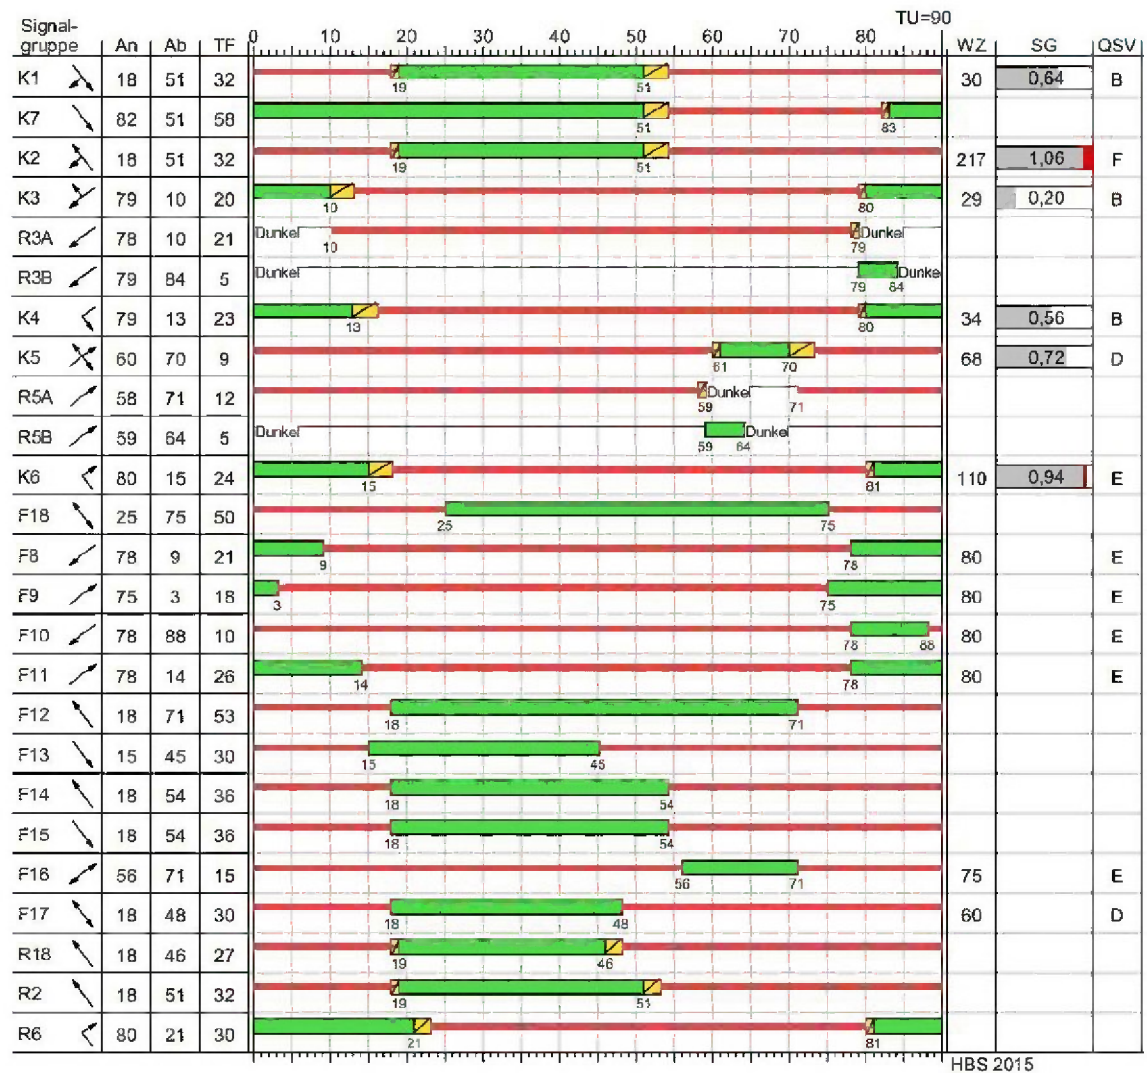 TU=90
Signal-
gruppe An Ab TF 0 10 20 30 40 50 60 70 80 WZ SG QSV
K1 18 51 32 19 51 30 0,64 B
K7 82 51 58 51 83
K2 18 51 32 19 51 217 1,06 F
K3 79 10 20 10 80 29 0,20 B
R3A 78 10 21 Dunkel 10 79 Dunkel
R3B 79 84 5 Dunkel 79 84 Dunke
K4 79 13 23 13 80 34 0,56 B
K5 60 70 9 61 70 68 0,72 D
R5A 58 71 12 59 Dunkel 71
R5B 59 64 5 Dunkel 59 64 Dunkel
K6 80 15 24 15 81 110 0,94 E
F18 25 75 50 25 75
F8 78 9 21 9 78 80 E
F9 75 3 18 3 75 80 E
F10 78 88 10 78 88 80 E
F11 78 14 26 14 78 80 E
F12 18 71 53 18 71
F13 15 45 30 15 45
F14 18 54 36 18 54
F15 18 54 36 18 54
F16 56 71 15 56 71 75 E
F17 18 48 30 18 48 60 D
R18 18 46 27 19 46
R2 18 51 32 19 51
R6 80 21 30 21 81
HBS 2015